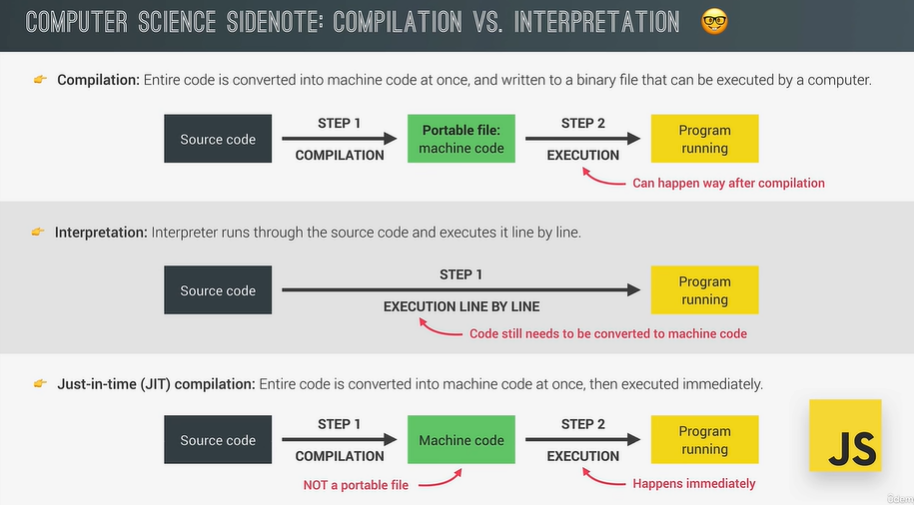 COMPUTER SCIENCE SIDENOTE: COMPILATION VS. INTERPRETATION
Compilation: Entire code is converted into machine code at once, and written to a binary file that can be executed by a computer.
Source code
STEP 1
COMPILATION
Portable file:
machine code
STEP 2
EXECUTION
Program
running
Can happen way after compilation
Interpretation: Interpreter runs through the source code and executes it line by line.
Source code
STEP 1
EXECUTION LINE BY LINE
Program
running
Code still needs to be converted to machine code
Just-in-time (JIT) compilation: Entire code is converted into machine code at once, then executed immediately.
Source code
STEP 1
COMPILATION
Machine code
STEP 2
EXECUTION
Program
running
NOT a portable file
Happens immediately
JS